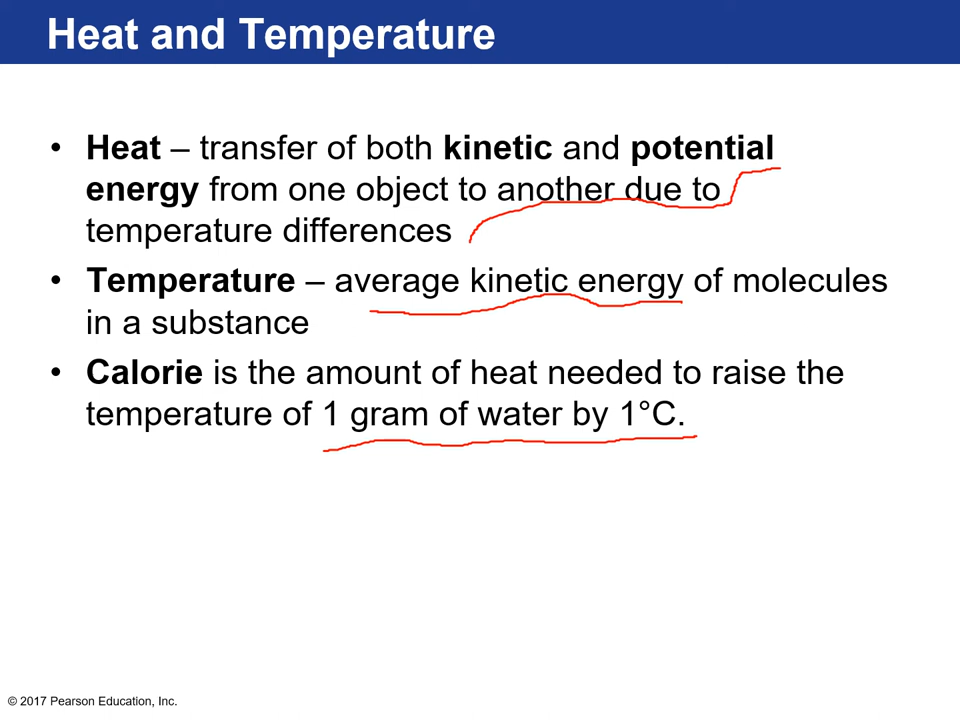 Heat and Temperature
• Heat – transfer of both kinetic and potential
energy from one object to another due to
temperature differences
• Temperature – average kinetic energy of molecules
in a substance
• Calorie is the amount of heat needed to raise the
temperature of 1 gram of water by 1°C.
© 2017 Pearson Education, Inc.